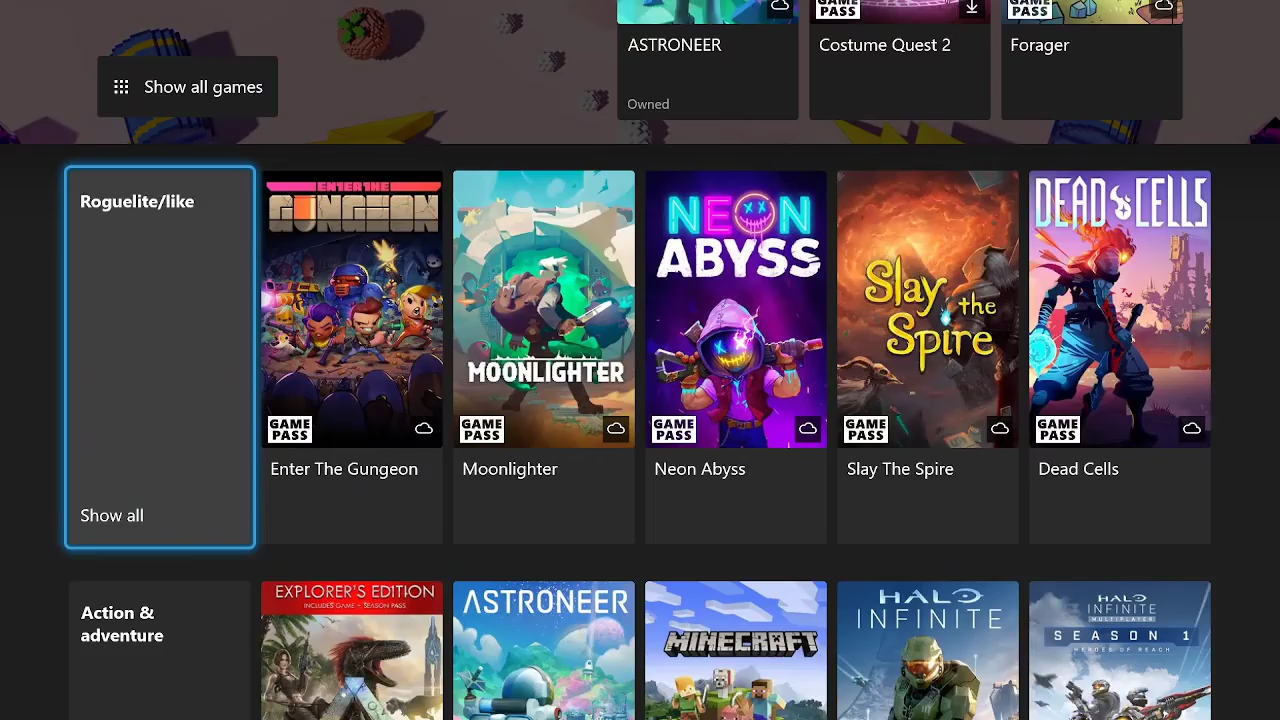 GAME
PASS
GAME
PASS
ASTRONEER
Costume Quest 2
Forager
Show all games
Owned
Roguelite/like
Show all
ENTER THE
GUNGEON
GAME
PASS
Enter The Gungeon
MOONLIGHTER
GAME
PASS
Moonlighter
NEON
ABYSS
GAME
PASS
Neon Abyss
Slay
the
Spire
GAME
PASS
Slay The Spire
DEAD CELLS
GAME
PASS
Dead Cells
Action &
adventure
EXPLORER'S EDITION
INCLUDES GAME + SEASON PASS
ASTRONEER
MINECRAFT
HALO
INFINITE
HALO
INFINITE
MULTIPLAYER
SEASON 1
HEROES OF REACH